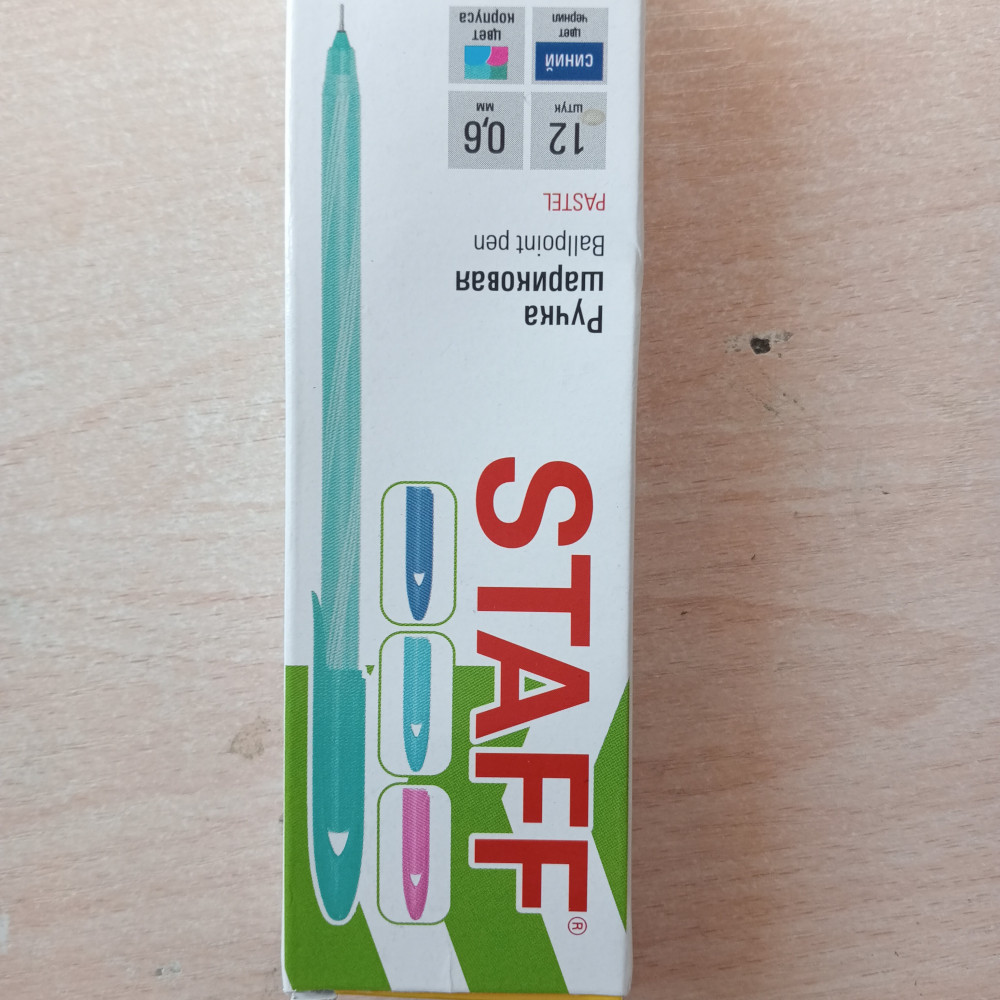 STAFF®
Ручка
шариковая
Ballpoint pen
PASTEL
12
штук
0,6
мм
синий
цвет
чернил
цвет
корпуса